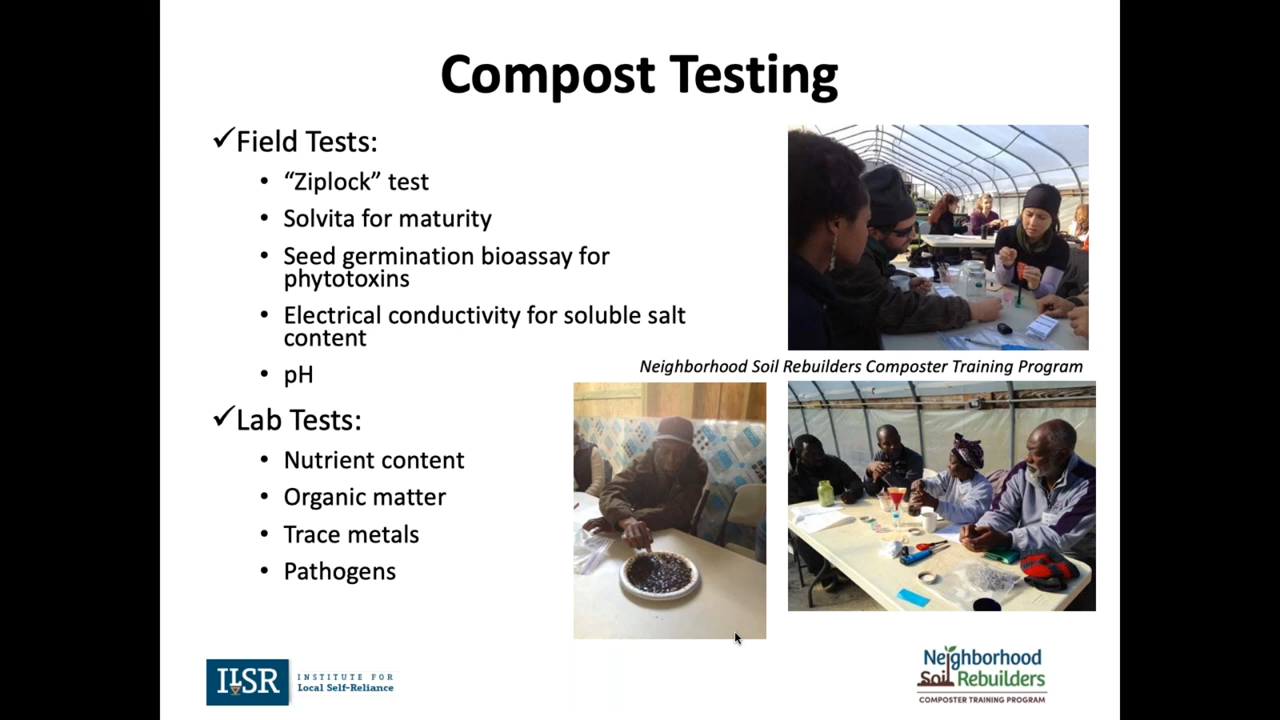 Compost Testing
✓Field Tests:
• “Ziplock” test
• Solvita for maturity
• Seed germination bioassay for
phytotoxins
• Electrical conductivity for soluble salt
content
• pH
✓Lab Tests:
• Nutrient content
• Organic matter
• Trace metals
• Pathogens
Neighborhood Soil Rebuilders Composter Training Program
ILSR
INSTITUTE FOR
Local Self-Reliance
Neighborhood
Soil Rebuilders
COMPOSTER TRAINING PROGRAM